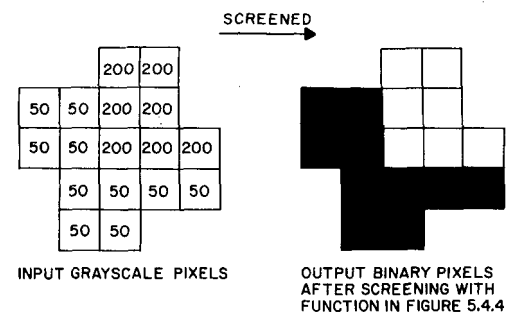 SCREENED
200 200
50 50 200 200
50 50 200 200 200
50 50 50 50
50 50
INPUT GRAYSCALE PIXELS
OUTPUT BINARY PIXELS
AFTER SCREENING WITH
FUNCTION IN FIGURE 5.4.4